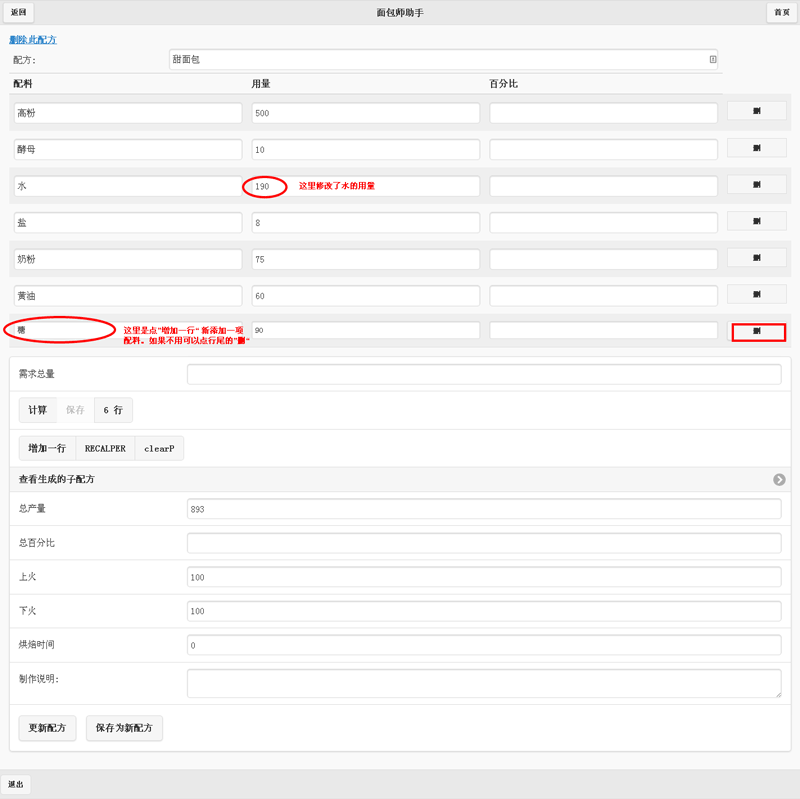 返回 面包师助手 首页
删除此配方
配方: 甜面包
配料 用量 百分比
高粉 500 删
酵母 10 删
水 190 这里修改了水的用量 删
盐 8 删
奶粉 75 删
黄油 60 删
糖 这里是点"增加一行" 新添加一项 90 删
配料。如果不用可以点行尾的"删"
需求总量
计算 保存 6 行
增加一行 RECALPER clearP
查看生成的子配方
总产量 893
总百分比
上火 100
下火 100
烘焙时间 0
制作说明:
更新配方 保存为新配方
退出